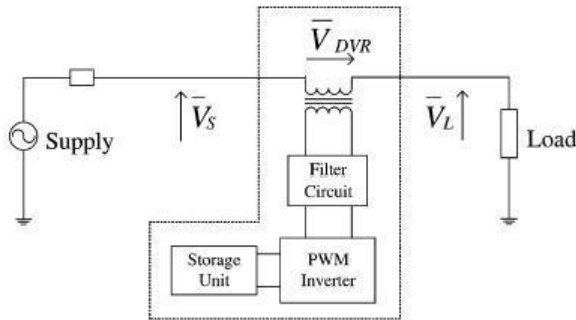 V̅ DVR
V̅S
V̅L
Supply
Load
Filter
Circuit
Storage
Unit
PWM
Inverter